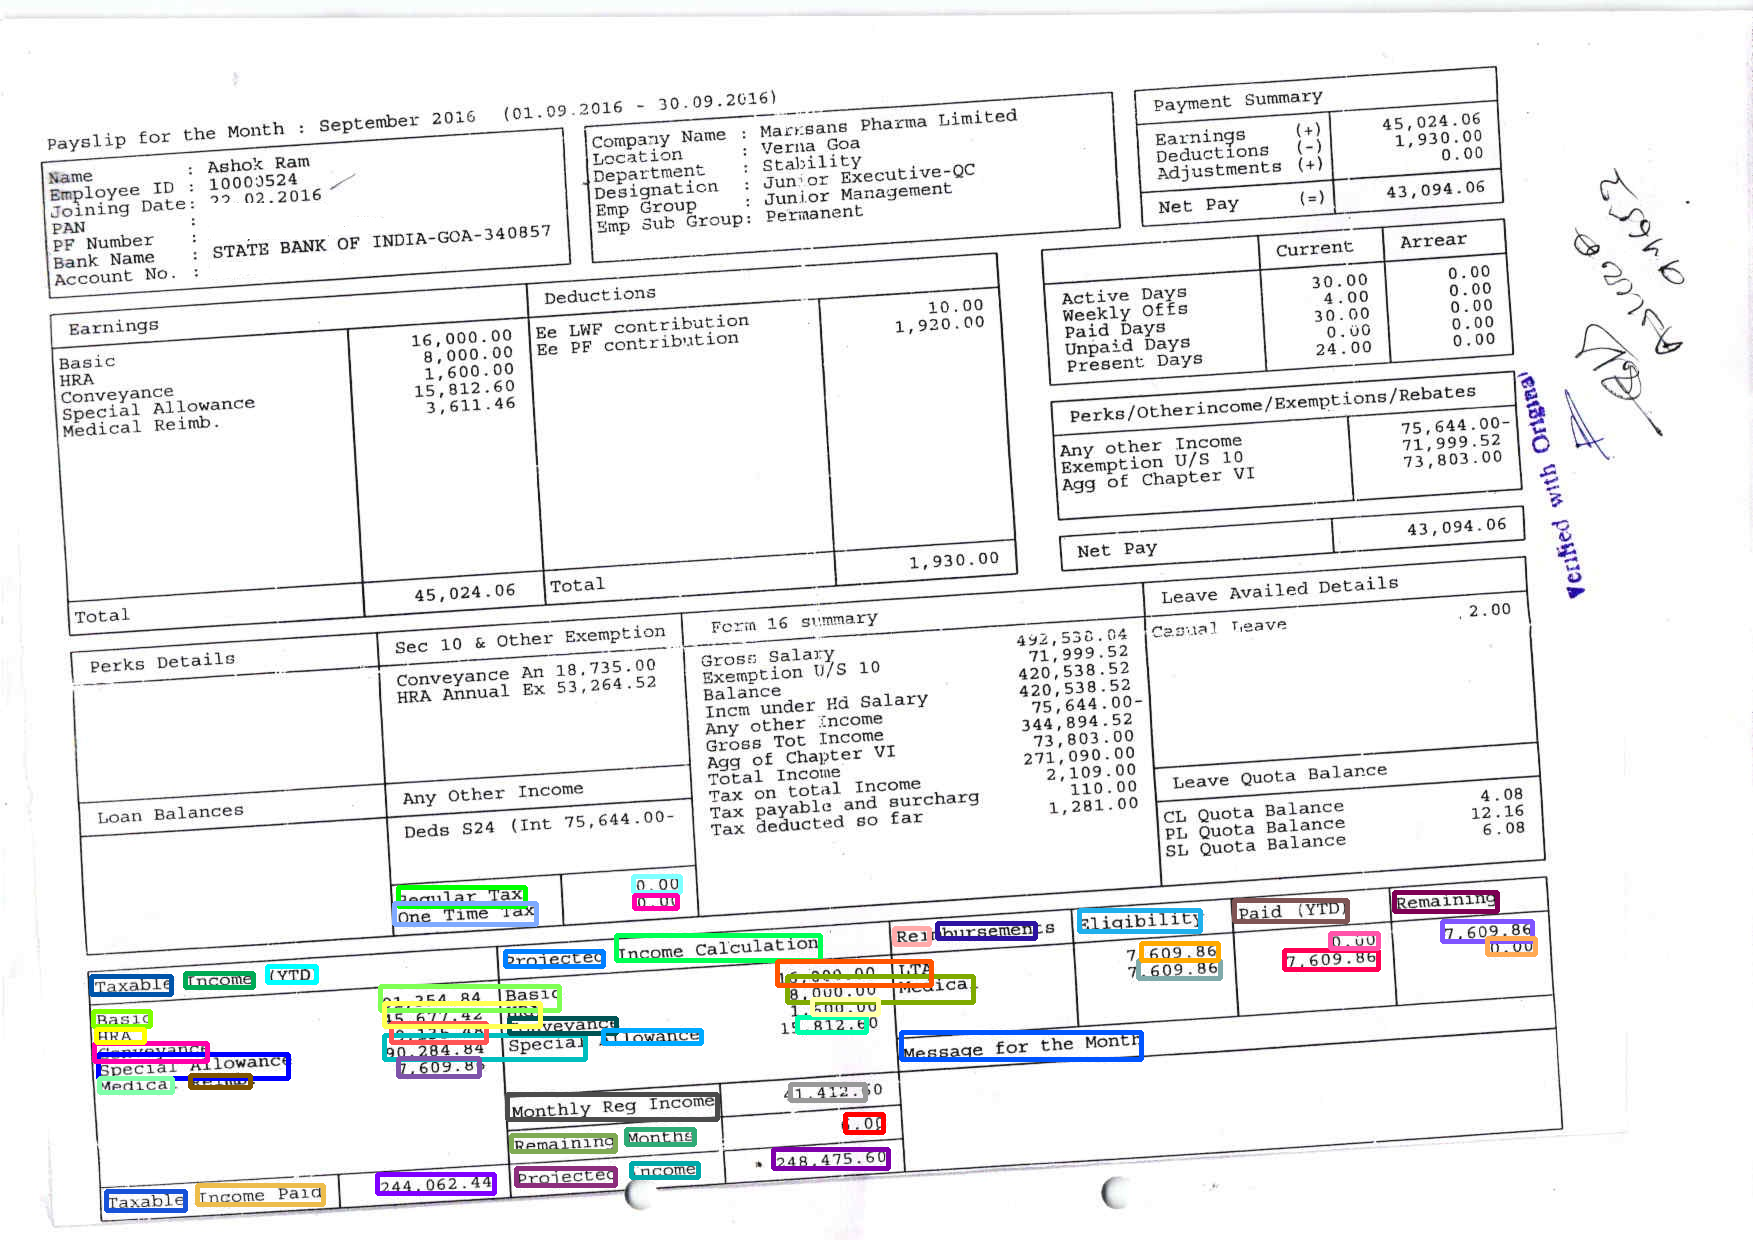 Payslip for the Month : September 2016 (01.09.2016 - 30.09.2016)
Name : Ashok Ram
Employee ID : 10000524
Joining Date: 22.02.2016
PAN :
PF Number :
Bank Name : STATE BANK OF INDIA-GOA-340857
Account No. :
Company Name : Marksans Pharma Limited
Location : Verna Goa
Department : Stability
Designation : Junior Executive-QC
Emp Group : Junior Management
Emp Sub Group: Permanent
Payment Summary
Earnings (+) 45,024.06
Deductions (-) 1,930.00
Adjustments (+) 0.00
Net Pay (=) 43,094.06
Current Arrear
Active Days 30.00 0.00
Weekly Offs 4.00 0.00
Paid Days 30.00 0.00
Unpaid Days 0.00 0.00
Present Days 24.00 0.00
Earnings
Basic 16,000.00
HRA 8,000.00
Conveyance 1,600.00
Special Allowance 15,812.60
Medical Reimb. 3,611.46
Total 45,024.06
Deductions
Ee LWF contribution 10.00
Ee PF contribution 1,920.00
Total 1,930.00
Perks/Otherincome/Exemptions/Rebates
Any other Income 75,644.00-
Exemption U/S 10 71,999.52
Agg of Chapter VI 73,803.00
Net Pay 43,094.06
Verified with Original
Perks Details
Loan Balances
Sec 10 & Other Exemption
Conveyance An 18,735.00
HRA Annual Ex 53,264.52
Any Other Income
Deds S24 (Int 75,644.00-
Regular Tax 0.00
One Time Tax 0.00
Form 16 summary
Gross Salary 492,538.04
Exemption U/S 10 71,999.52
Balance 420,538.52
Incm under Hd Salary 420,538.52
Any other Income 75,644.00-
Gross Tot Income 344,894.52
Agg of Chapter VI 73,803.00
Total Income 271,090.00
Tax on total Income 2,109.00
Tax payable and surcharg 110.00
Tax deducted so far 1,281.00
Leave Availed Details
Casual Leave 2.00
Leave Quota Balance
CL Quota Balance 4.08
PL Quota Balance 12.16
SL Quota Balance 6.08
Taxable Income (YTD
Basic 91,354.84
HRA 45,677.42
Conveyance
Special Allowance 90,284.84
Medical Reimb 7,609.86
Taxable Income Paid 244,062.44
Projected Income Calculation
Basic 16,000.00
HRA 8,000.00
Conveyance 1,600.00
Special Allowance 15,812.60
Monthly Reg Income 41,412.60
Remaining Months 6.00
Projected Income 248,475.60
Reimbursements Eligibility Paid (YTD) Remaining
LTA 7,609.86 0.00 7,609.86
Medical 7,609.86 7,609.86 0.00
Message for the Month